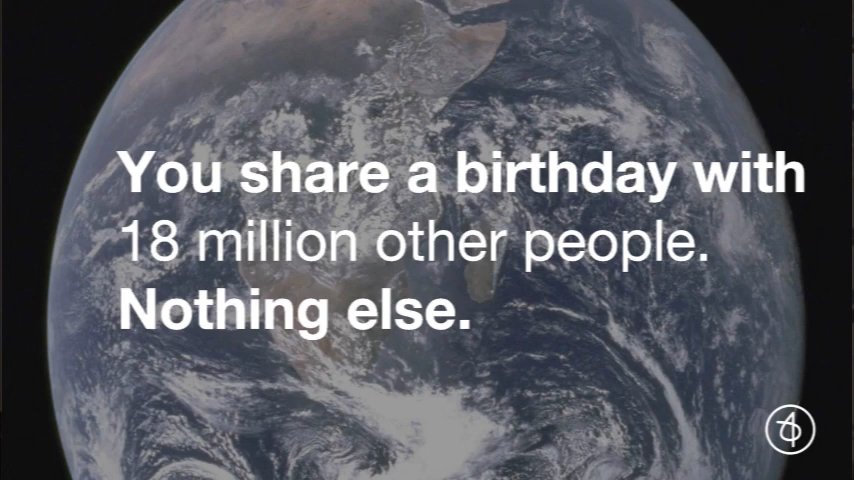 You share a birthday with
18 million other people.
Nothing else.